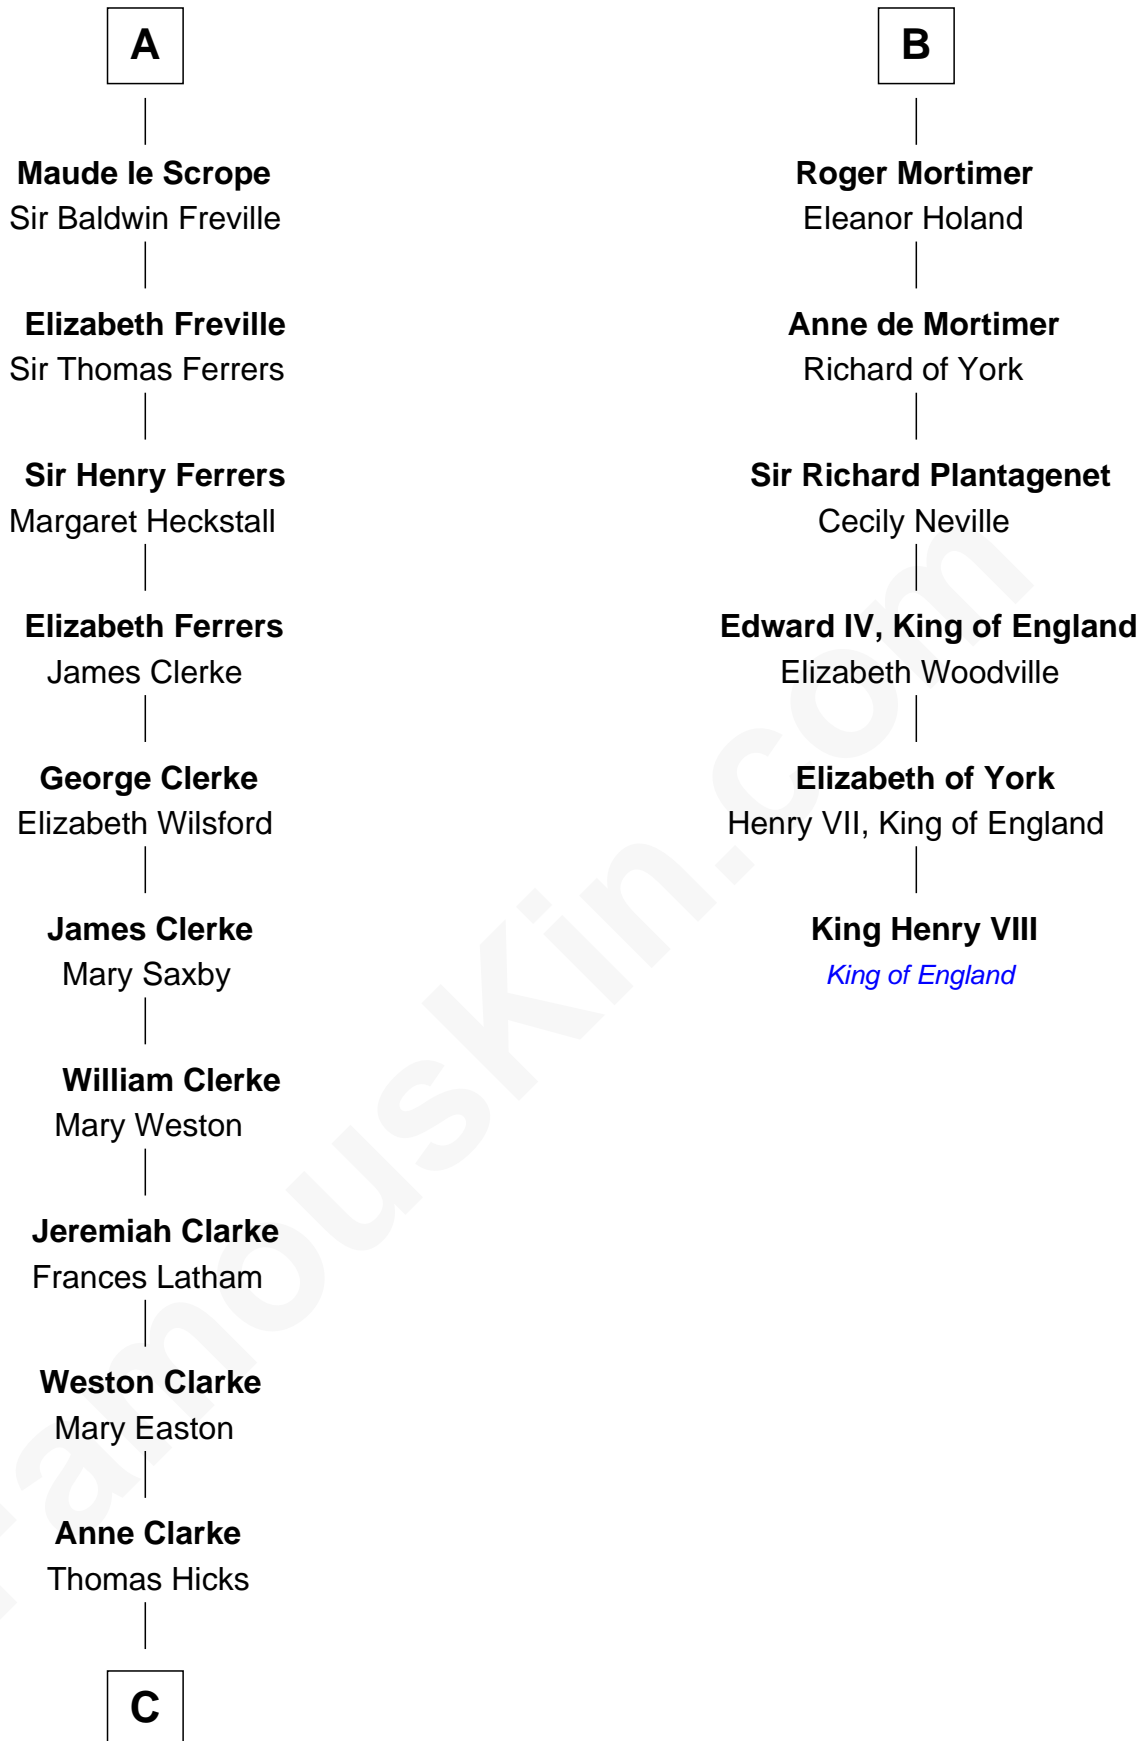 A
Maude le Scrope
Sir Baldwin Freville
Elizabeth Freville
Sir Thomas Ferrers
Sir Henry Ferrers
Margaret Heckstall
Elizabeth Ferrers
James Clerke
George Clerke
Elizabeth Wilsford
James Clerke
Mary Saxby
William Clerke
Mary Weston
Jeremiah Clarke
Frances Latham
Weston Clarke
Mary Easton
Anne Clarke
Thomas Hicks
C
B
Roger Mortimer
Eleanor Holand
Anne de Mortimer
Richard of York
Sir Richard Plantagenet
Cecily Neville
Edward IV, King of England
Elizabeth Woodville
Elizabeth of York
Henry VII, King of England
King Henry VIII
King of England
FamousKin.com